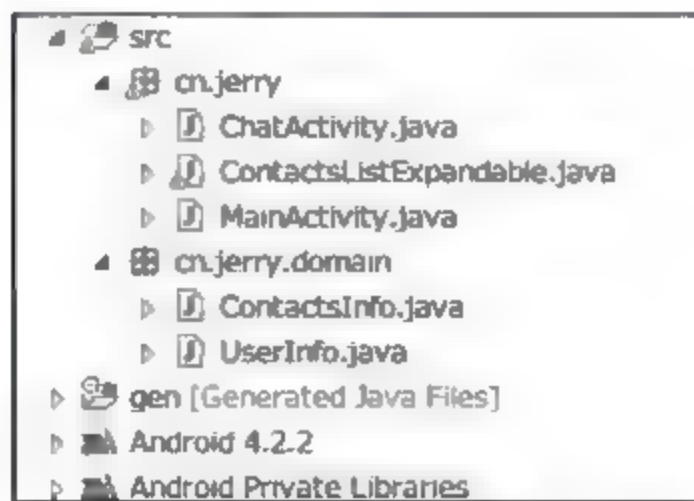 src
cn.jerry
ChatActivity.java
ContactsListExpandable.java
MainActivity.java
cn.jerry.domain
ContactsInfo.java
UserInfo.java
gen [Generated Java Files]
Android 4.2.2
Android Private Libraries